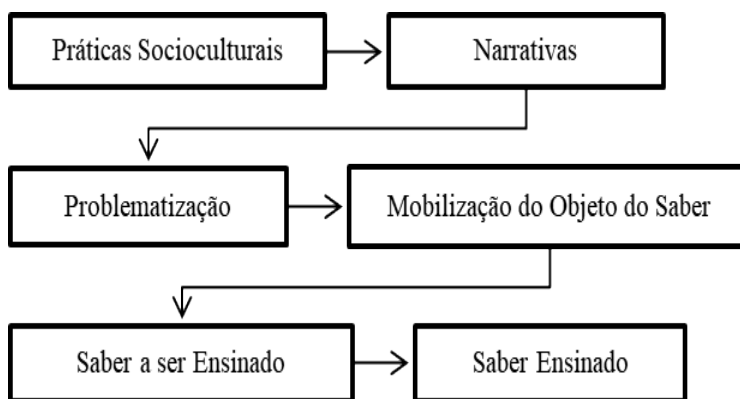 Práticas Socioculturais
Narrativas
Problematização
Mobilização do Objeto do Saber
Saber a ser Ensinado
Saber Ensinado